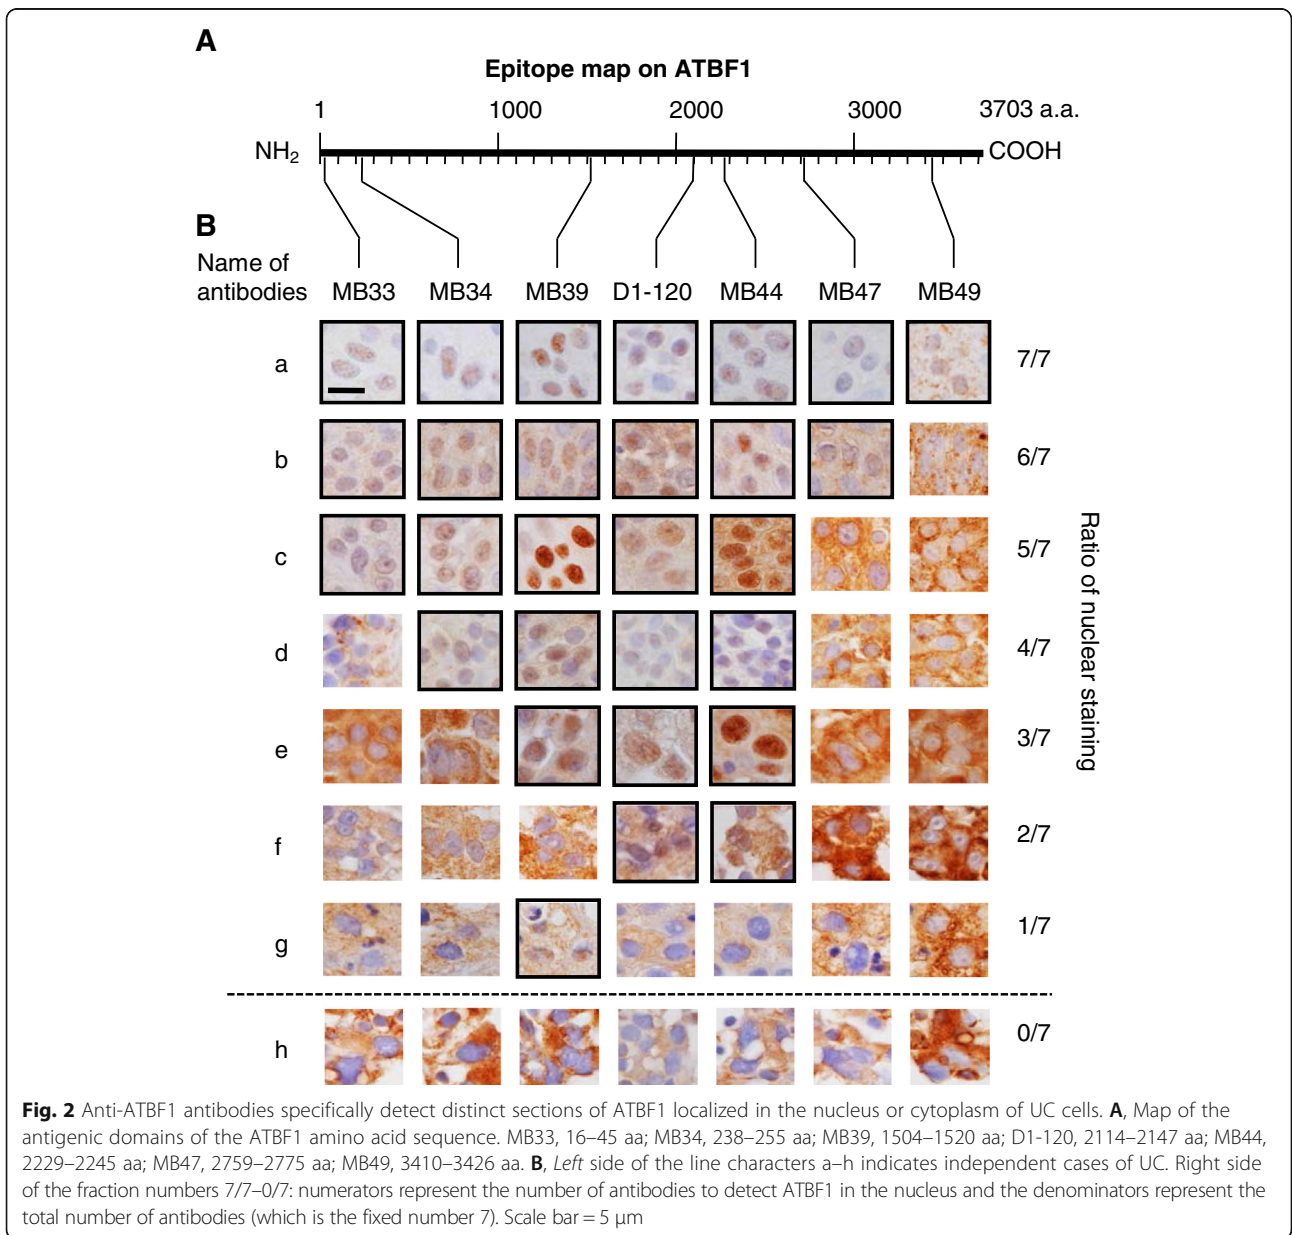 A
Epitope map on ATBF1
1 1000 2000 3000 3703 a.a.
NH2 COOH
B
Name of
antibodies MB33 MB34 MB39 D1-120 MB44 MB47 MB49
a 7/7
b 6/7
c 5/7
d 4/7
e 3/7
f 2/7
g 1/7
h 0/7
Ratio of nuclear staining
Fig. 2 Anti-ATBF1 antibodies specifically detect distinct sections of ATBF1 localized in the nucleus or cytoplasm of UC cells. A, Map of the
antigenic domains of the ATBF1 amino acid sequence. MB33, 16–45 aa; MB34, 238–255 aa; MB39, 1504–1520 aa; D1-120, 2114–2147 aa; MB44,
2229–2245 aa; MB47, 2759–2775 aa; MB49, 3410–3426 aa. B, Left side of the line characters a–h indicates independent cases of UC. Right side
of the fraction numbers 7/7–0/7: numerators represent the number of antibodies to detect ATBF1 in the nucleus and the denominators represent the
total number of antibodies (which is the fixed number 7). Scale bar = 5 μm